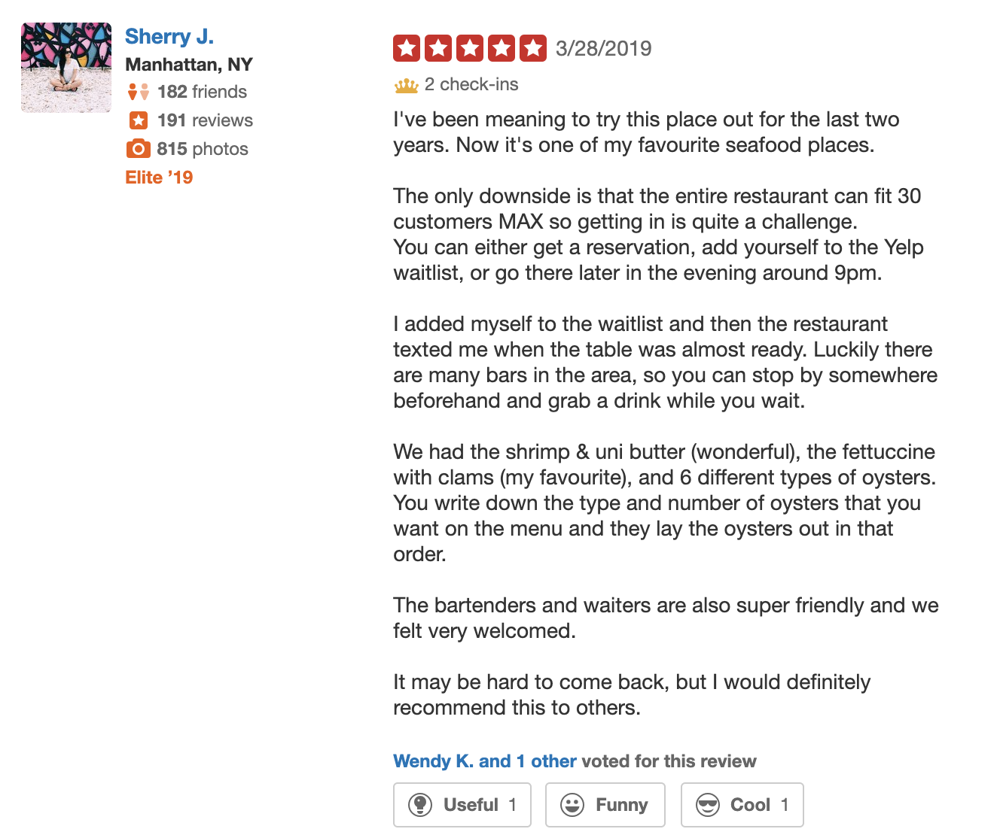 Sherry J.
Manhattan, NY
182 friends
191 reviews
815 photos
Elite ’19
3/28/2019
2 check-ins
I've been meaning to try this place out for the last two
years. Now it's one of my favourite seafood places.
The only downside is that the entire restaurant can fit 30
customers MAX so getting in is quite a challenge.
You can either get a reservation, add yourself to the Yelp
waitlist, or go there later in the evening around 9pm.
I added myself to the waitlist and then the restaurant
texted me when the table was almost ready. Luckily there
are many bars in the area, so you can stop by somewhere
beforehand and grab a drink while you wait.
We had the shrimp & uni butter (wonderful), the fettuccine
with clams (my favourite), and 6 different types of oysters.
You write down the type and number of oysters that you
want on the menu and they lay the oysters out in that
order.
The bartenders and waiters are also super friendly and we
felt very welcomed.
It may be hard to come back, but I would definitely
recommend this to others.
Wendy K. and 1 other voted for this review
Useful 1 Funny Cool 1